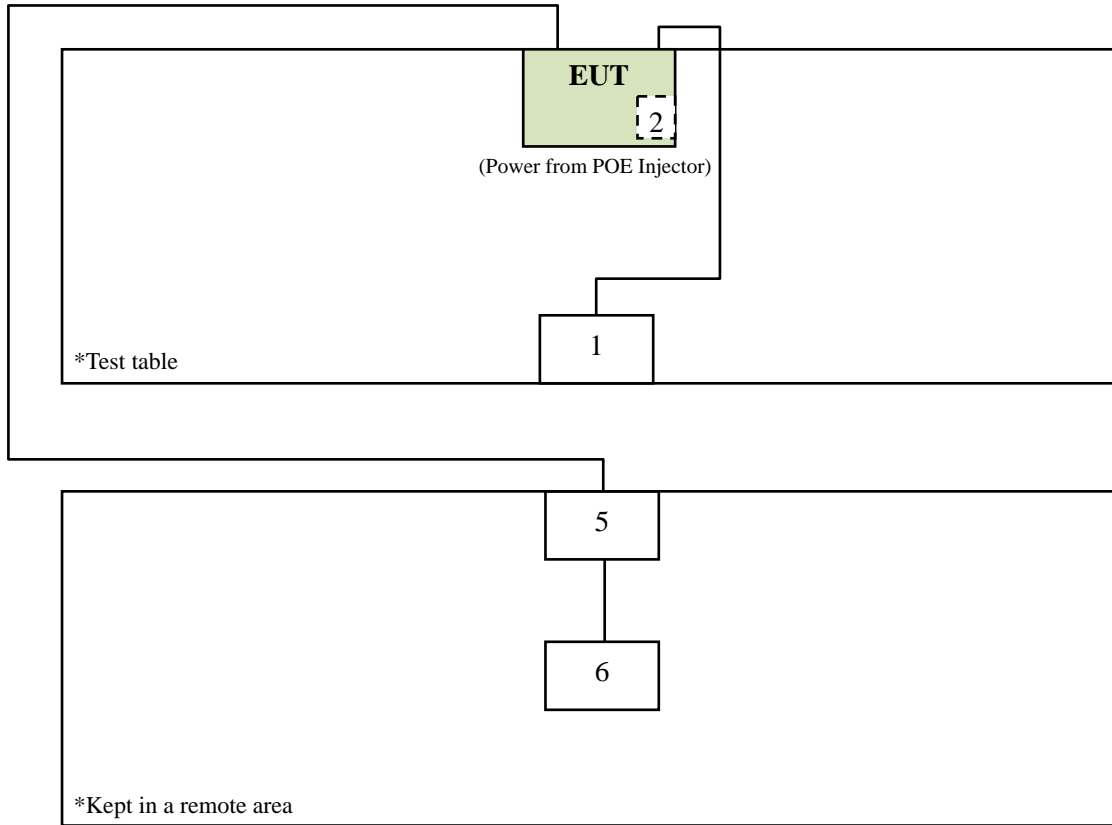 EUT
2
(Power from POE Injector)
1
*Test table
5
6
*Kept in a remote area